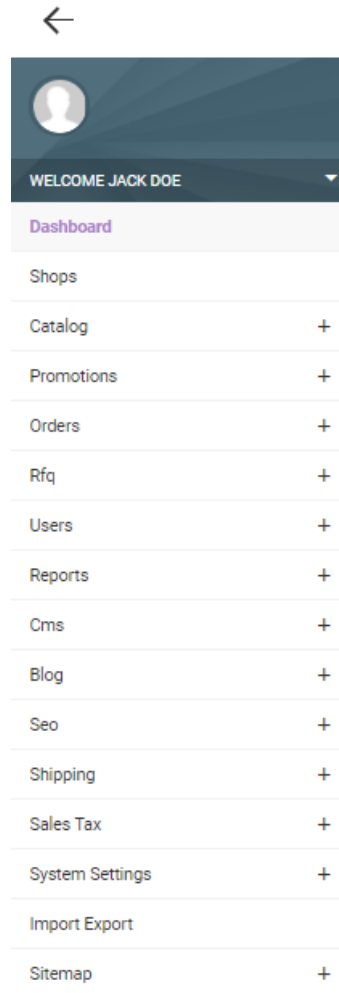 WELCOME JACK DOE
Dashboard
Shops
Catalog +
Promotions +
Orders +
Rfq +
Users +
Reports +
Cms +
Blog +
Seo +
Shipping +
Sales Tax +
System Settings +
Import Export
Sitemap +